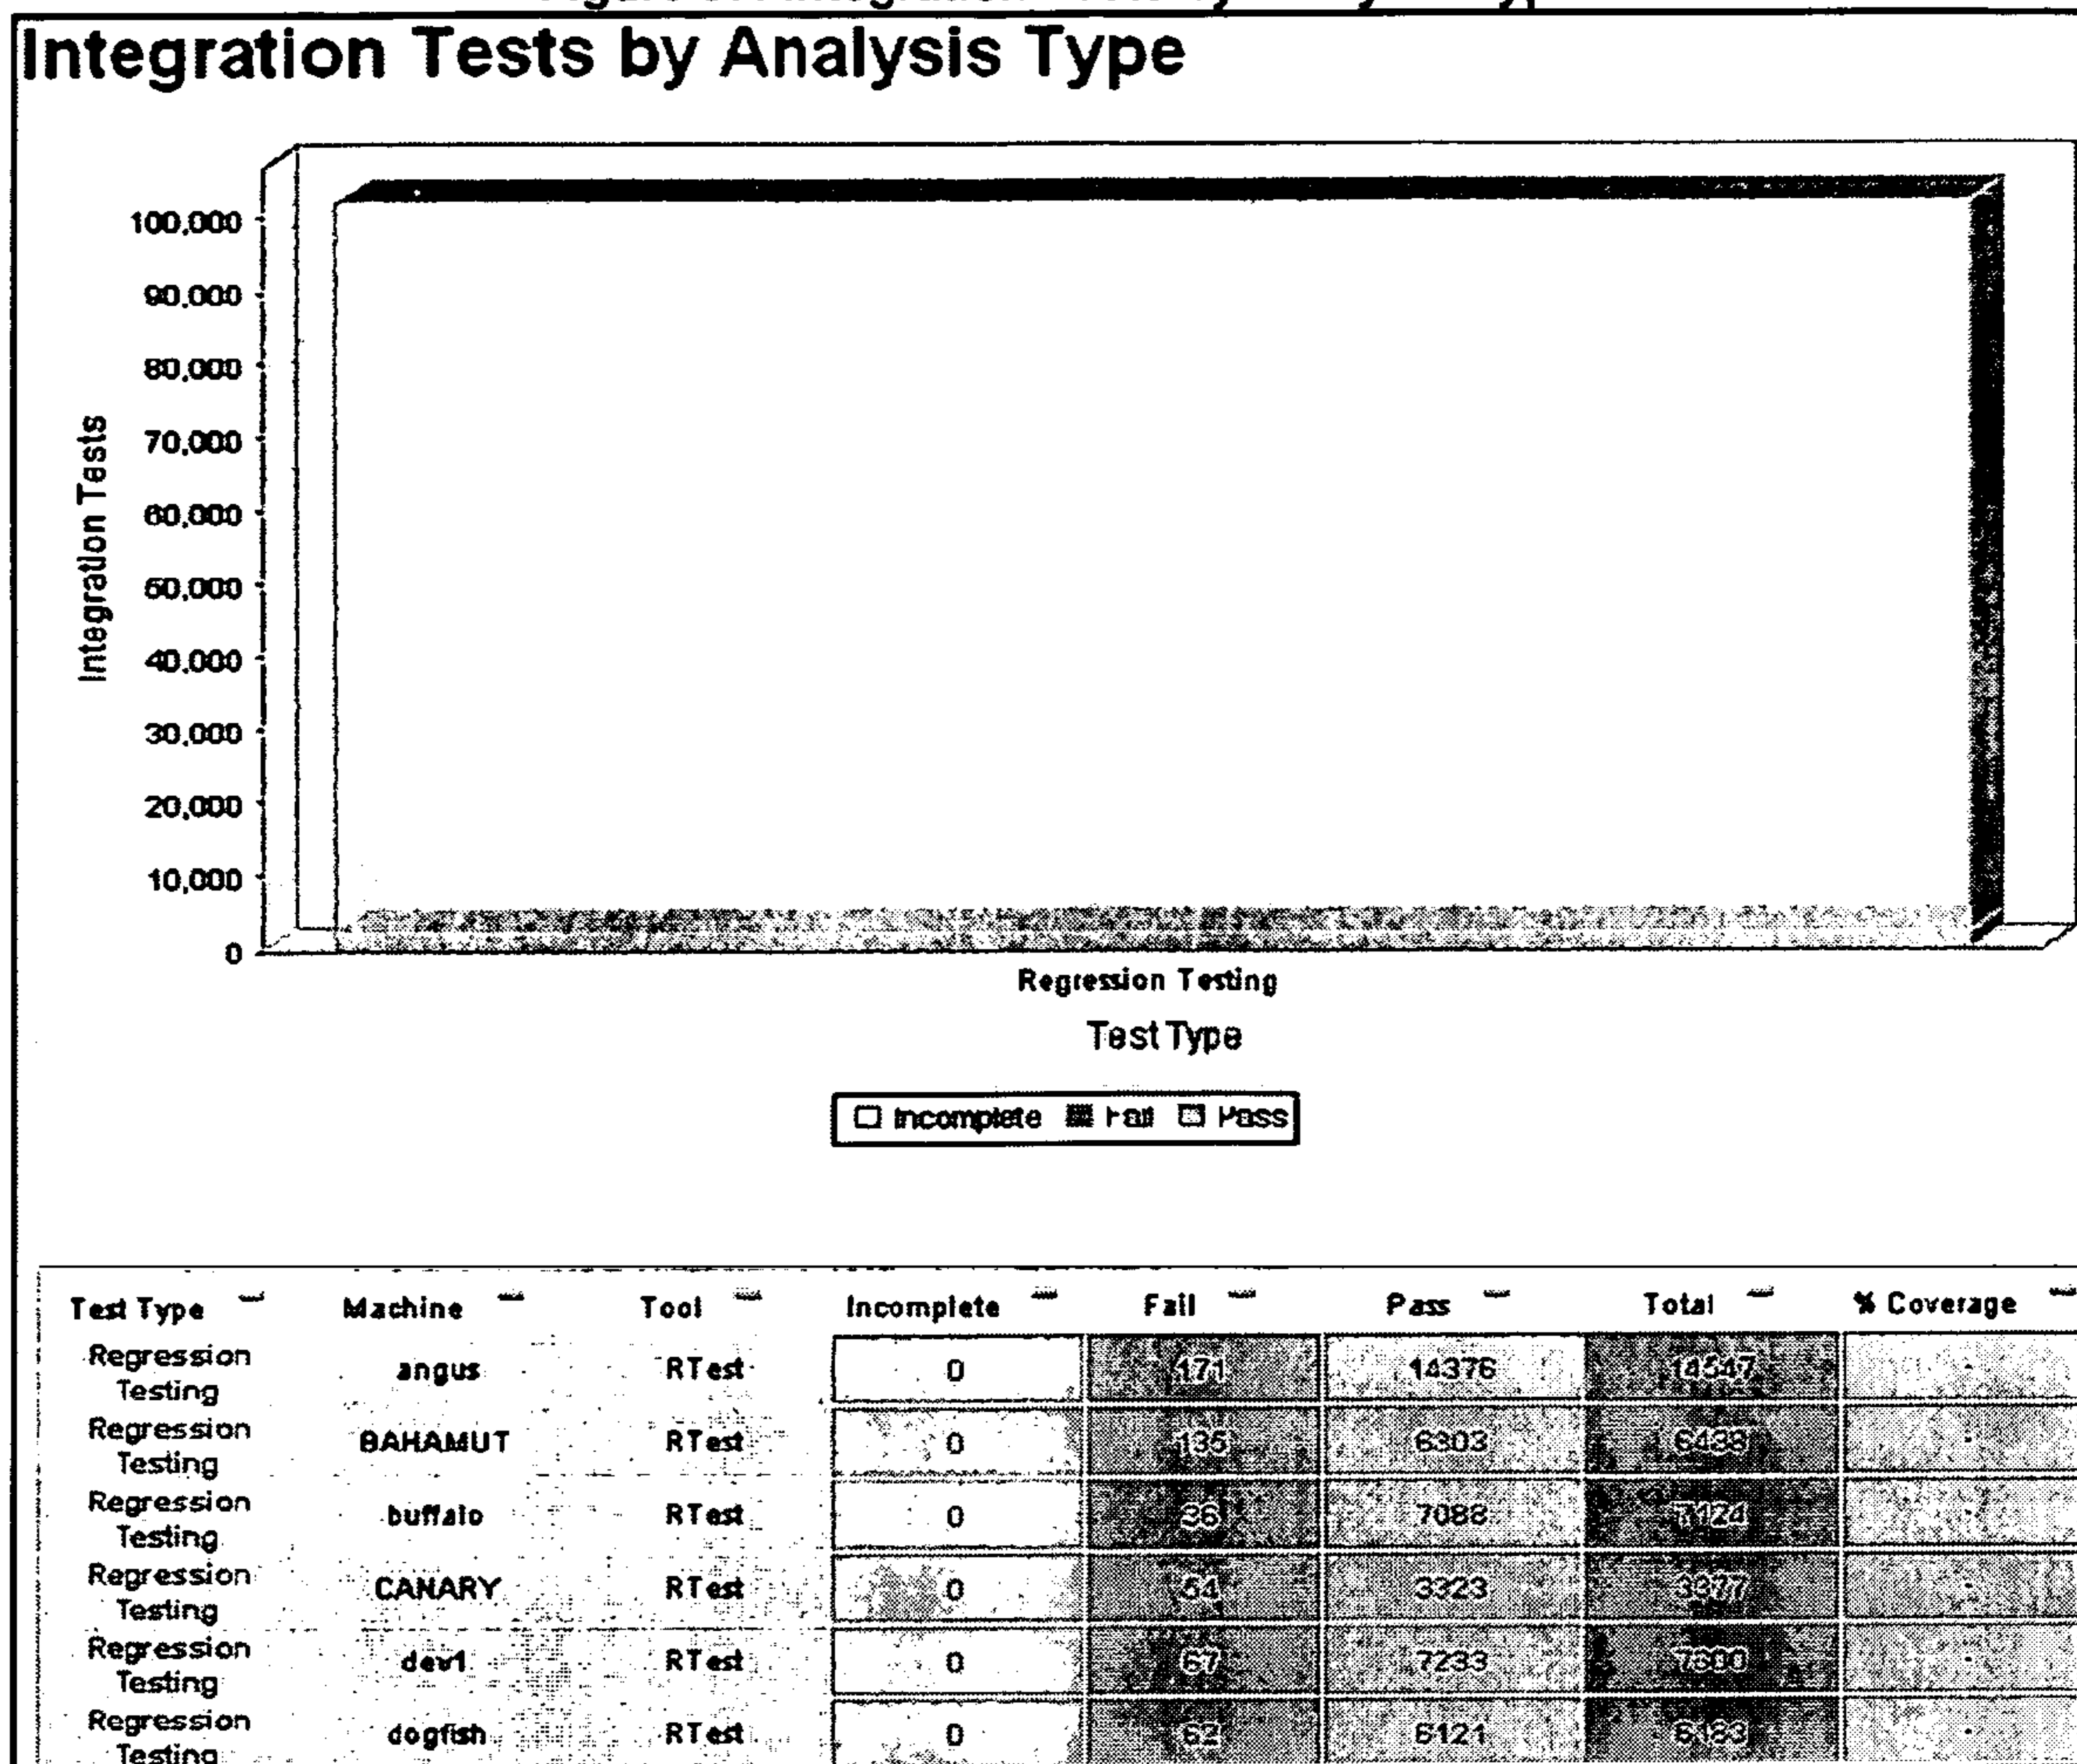 Integration Tests by Analysis Type
100,000
90,000
80,000
70,000
60,000
50,000
40,000
30,000
20,000
10,000
0
Integration Tests
Regression Testing
Test Type
Incomplete Fail Pass
Test Type Machine Tool Incomplete Fail Pass Total % Coverage
Regression Testing angus RTest 0 171 14376 14547 -
Regression Testing BAHAMUT RTest 0 135 6303 6438 -
Regression Testing buffalo RTest 0 36 7088 7124 -
Regression Testing CANARY RTest 0 54 3323 3377 -
Regression Testing dev1 RTest 0 67 7233 7300 -
Regression Testing dogfish RTest 0 62 6121 6183 -